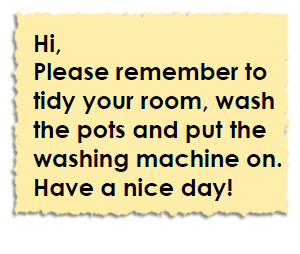 Hi,
Please remember to
tidy your room, wash
the pots and put the
washing machine on.
Have a nice day!